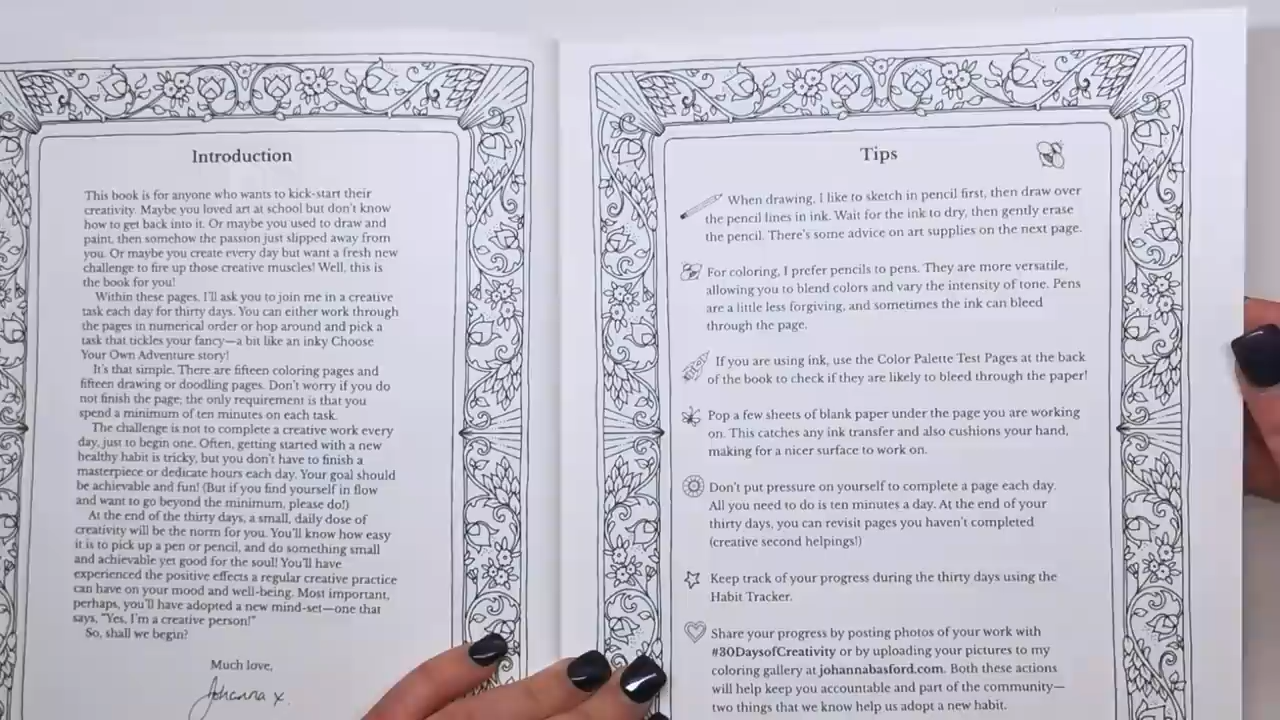 Introduction
This book is for anyone who wants to kick-start their
creativity. Maybe you loved art at school but don't know
how to get back into it. Or maybe you used to draw and
paint, then somehow the passion just slipped away from
you. Or maybe you create every day but want a fresh new
challenge to fire up those creative muscles! Well, this is
the book for you!
Within these pages, I'll ask you to join me in a creative
task each day for thirty days. You can either work through
the pages in numerical order or hop around and pick a
task that tickles your fancy—a bit like an inky Choose
Your Own Adventure story!
It's that simple. There are fifteen coloring pages and
fifteen drawing or doodling pages. Don't worry if you do
not finish the page; the only requirement is that you
spend a minimum of ten minutes on each task.
The challenge is not to complete a creative work every
day, just to begin one. Often, getting started with a new
healthy habit is tricky, but you don't have to finish a
masterpiece or dedicate hours each day. Your goal should
be achievable and fun! (But if you find yourself in flow
and want to go beyond the minimum, please do!)
At the end of the thirty days, a small, daily dose of
creativity will be the norm for you. You'll know how easy
it is to pick up a pen or pencil, and do something small
and achievable yet good for the soul! You'll have
experienced the positive effects a regular creative practice
can have on your mood and well-being. Most important,
perhaps, you'll have adopted a new mind-set—one that
says, "Yes, I'm a creative person!"
So, shall we begin?
Much love,
Johanna x.
Tips
When drawing, I like to sketch in pencil first, then draw over
the pencil lines in ink. Wait for the ink to dry, then gently erase
the pencil. There's some advice on art supplies on the next page.
For coloring, I prefer pencils to pens. They are more versatile,
allowing you to blend colors and vary the intensity of tone. Pens
are a little less forgiving, and sometimes the ink can bleed
through the page.
If you are using ink, use the Color Palette Test Pages at the back
of the book to check if they are likely to bleed through the paper!
Pop a few sheets of blank paper under the page you are working
on. This catches any ink transfer and also cushions your hand,
making for a nicer surface to work on.
Don't put pressure on yourself to complete a page each day.
All you need to do is ten minutes a day. At the end of your
thirty days, you can revisit pages you haven't completed
(creative second helpings!)
Keep track of your progress during the thirty days using the
Habit Tracker.
Share your progress by posting photos of your work with
#30DaysofCreativity or by uploading your pictures to my
coloring gallery at johannabasford.com. Both these actions
will help keep you accountable and part of the community—
two things that we know help us adopt a new habit.